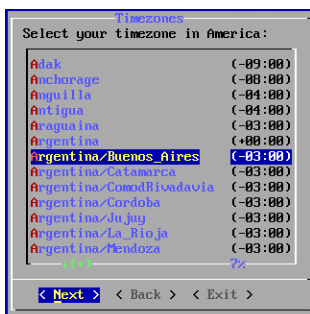 Timezones
Select your timezone in America:
Adak (-09:00)
Anchorage (-08:00)
Anguilla (-04:00)
Antigua (-04:00)
Araguaina (-03:00)
Argentina (+00:00)
Argentina/Buenos_Aires (-03:00)
Argentina/Catamarca (-03:00)
Argentina/ComodRivadavia (-03:00)
Argentina/Cordoba (-03:00)
Argentina/Jujuy (-03:00)
Argentina/La_Rioja (-03:00)
Argentina/Mendoza (-03:00)
↓(+) 7%
< Next > < Back > < Exit >